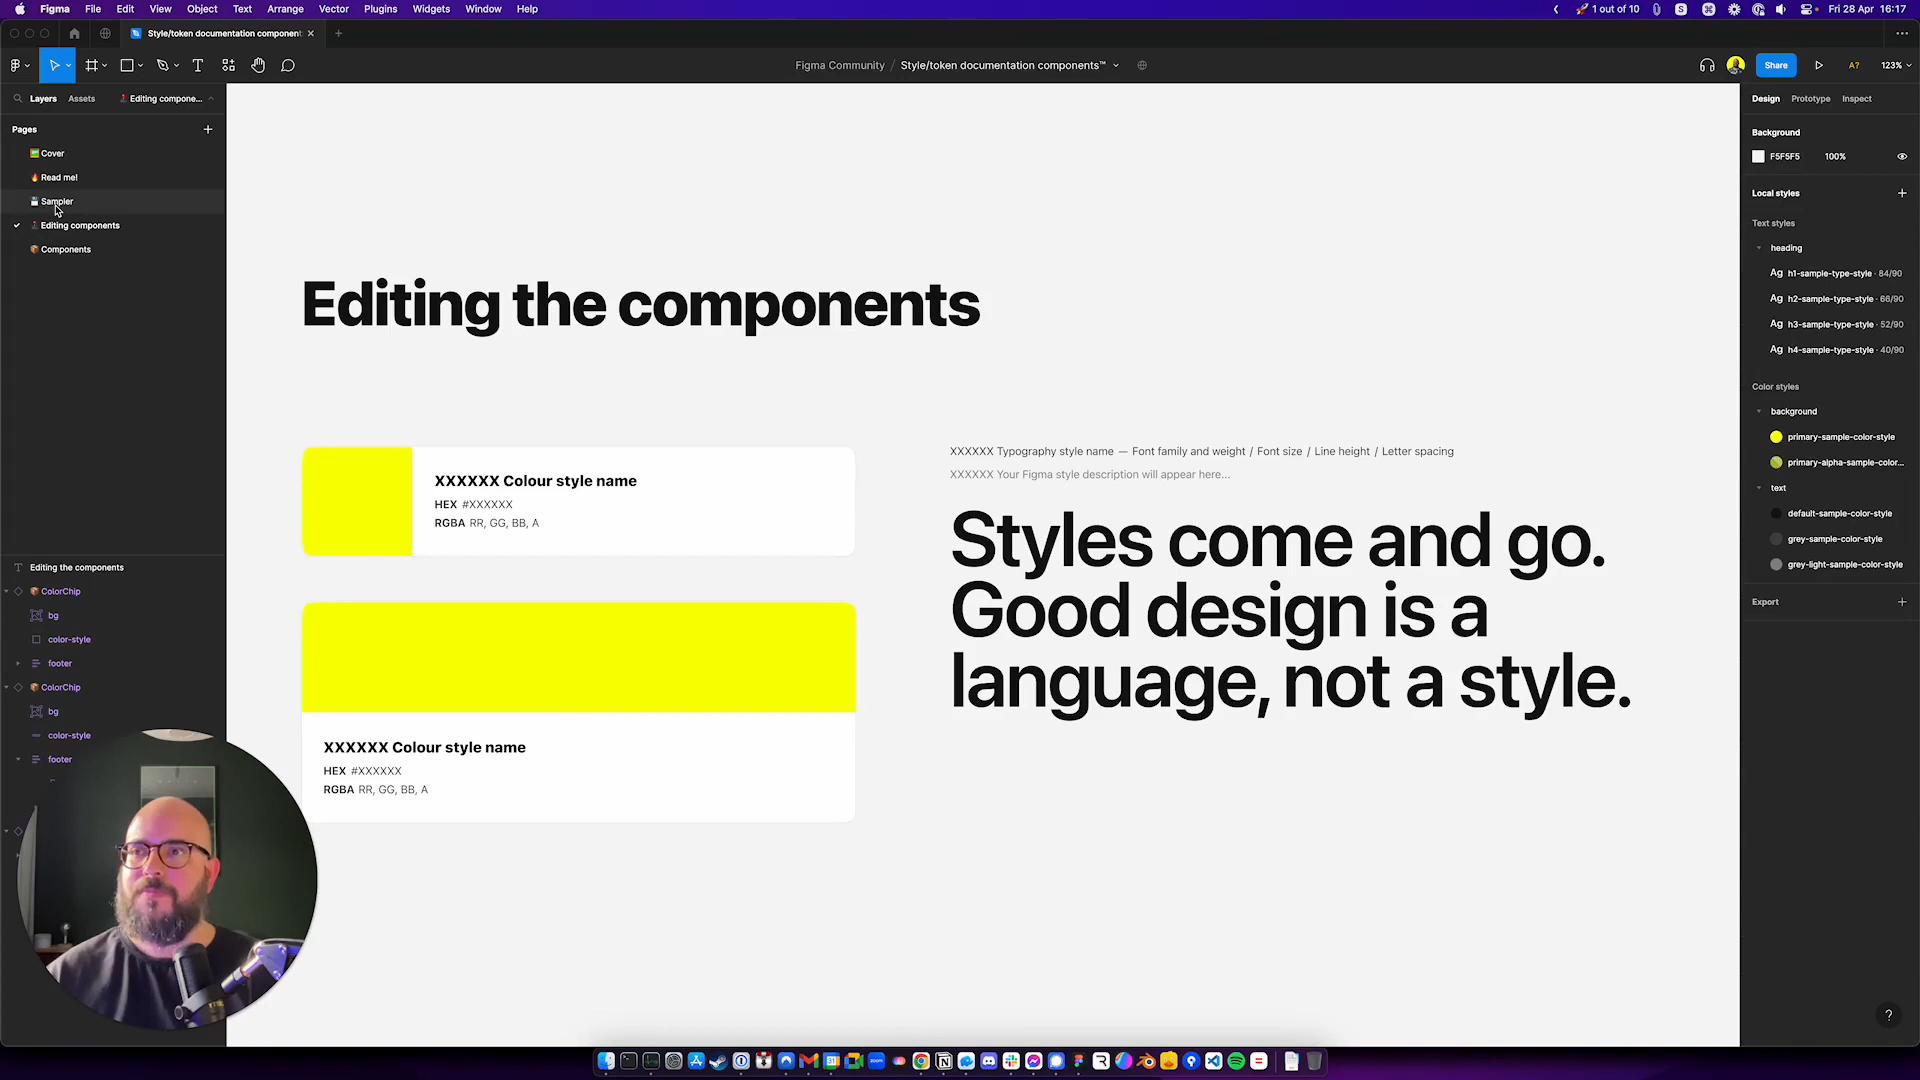 Figma File Edit View Object Text Arrange Vector Plugins Widgets Window Help
1 out of 10
Fri 28 Apr 16:17
Style/token documentation component
Figma Community / Style/token documentation components™
Share
A?
123%
Layers Assets Editing compone...
Pages
Cover
Read me!
Sampler
Editing components
Components
Editing the components
ColorChip
bg
color-style
footer
ColorChip
bg
color-style
footer
Editing the components
XXXXXX Colour style name
HEX #XXXXXX
RGBA RR, GG, BB, A
XXXXXX Colour style name
HEX #XXXXXX
RGBA RR, GG, BB, A
XXXXXX Typography style name — Font family and weight / Font size / Line height / Letter spacing
XXXXXX Your Figma style description will appear here...
Styles come and go.
Good design is a
language, not a style.
Design Prototype Inspect
Background
F5F5F5 100%
Local styles
Text styles
heading
Ag h1-sample-type-style · 84/90
Ag h2-sample-type-style · 66/90
Ag h3-sample-type-style · 52/90
Ag h4-sample-type-style · 40/90
Color styles
background
primary-sample-color-style
primary-alpha-sample-color...
text
default-sample-color-style
grey-sample-color-style
grey-light-sample-color-style
Export
?